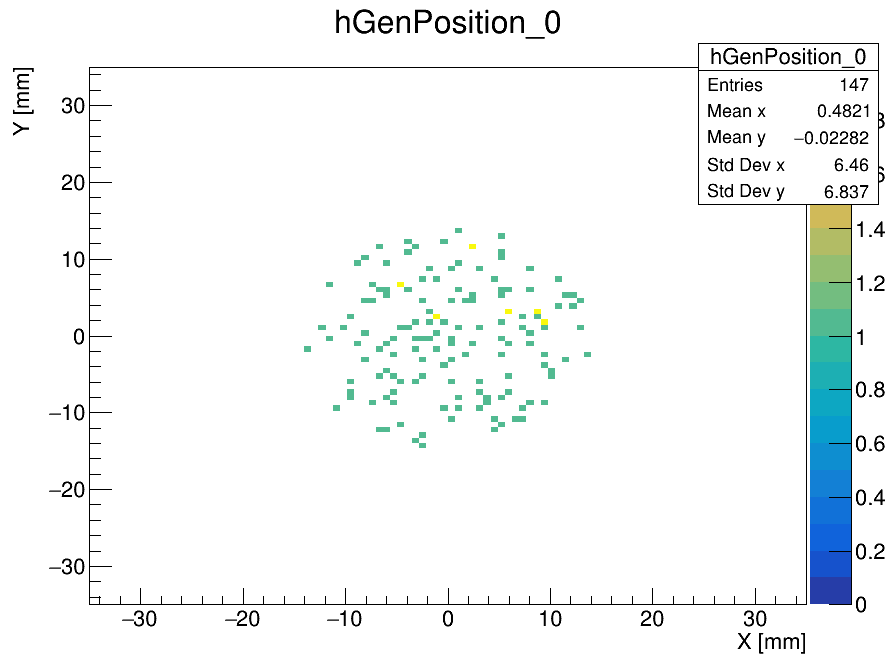 hGenPosition_0
hGenPosition_0
Entries 147
Mean x 0.4821
Mean y −0.02282
Std Dev x 6.46
Std Dev y 6.837
Y [mm]
30
20
10
0
−10
−20
−30
−30 −20 −10 0 10 20 30
X [mm]
1.4
1.2
1
0.8
0.6
0.4
0.2
0